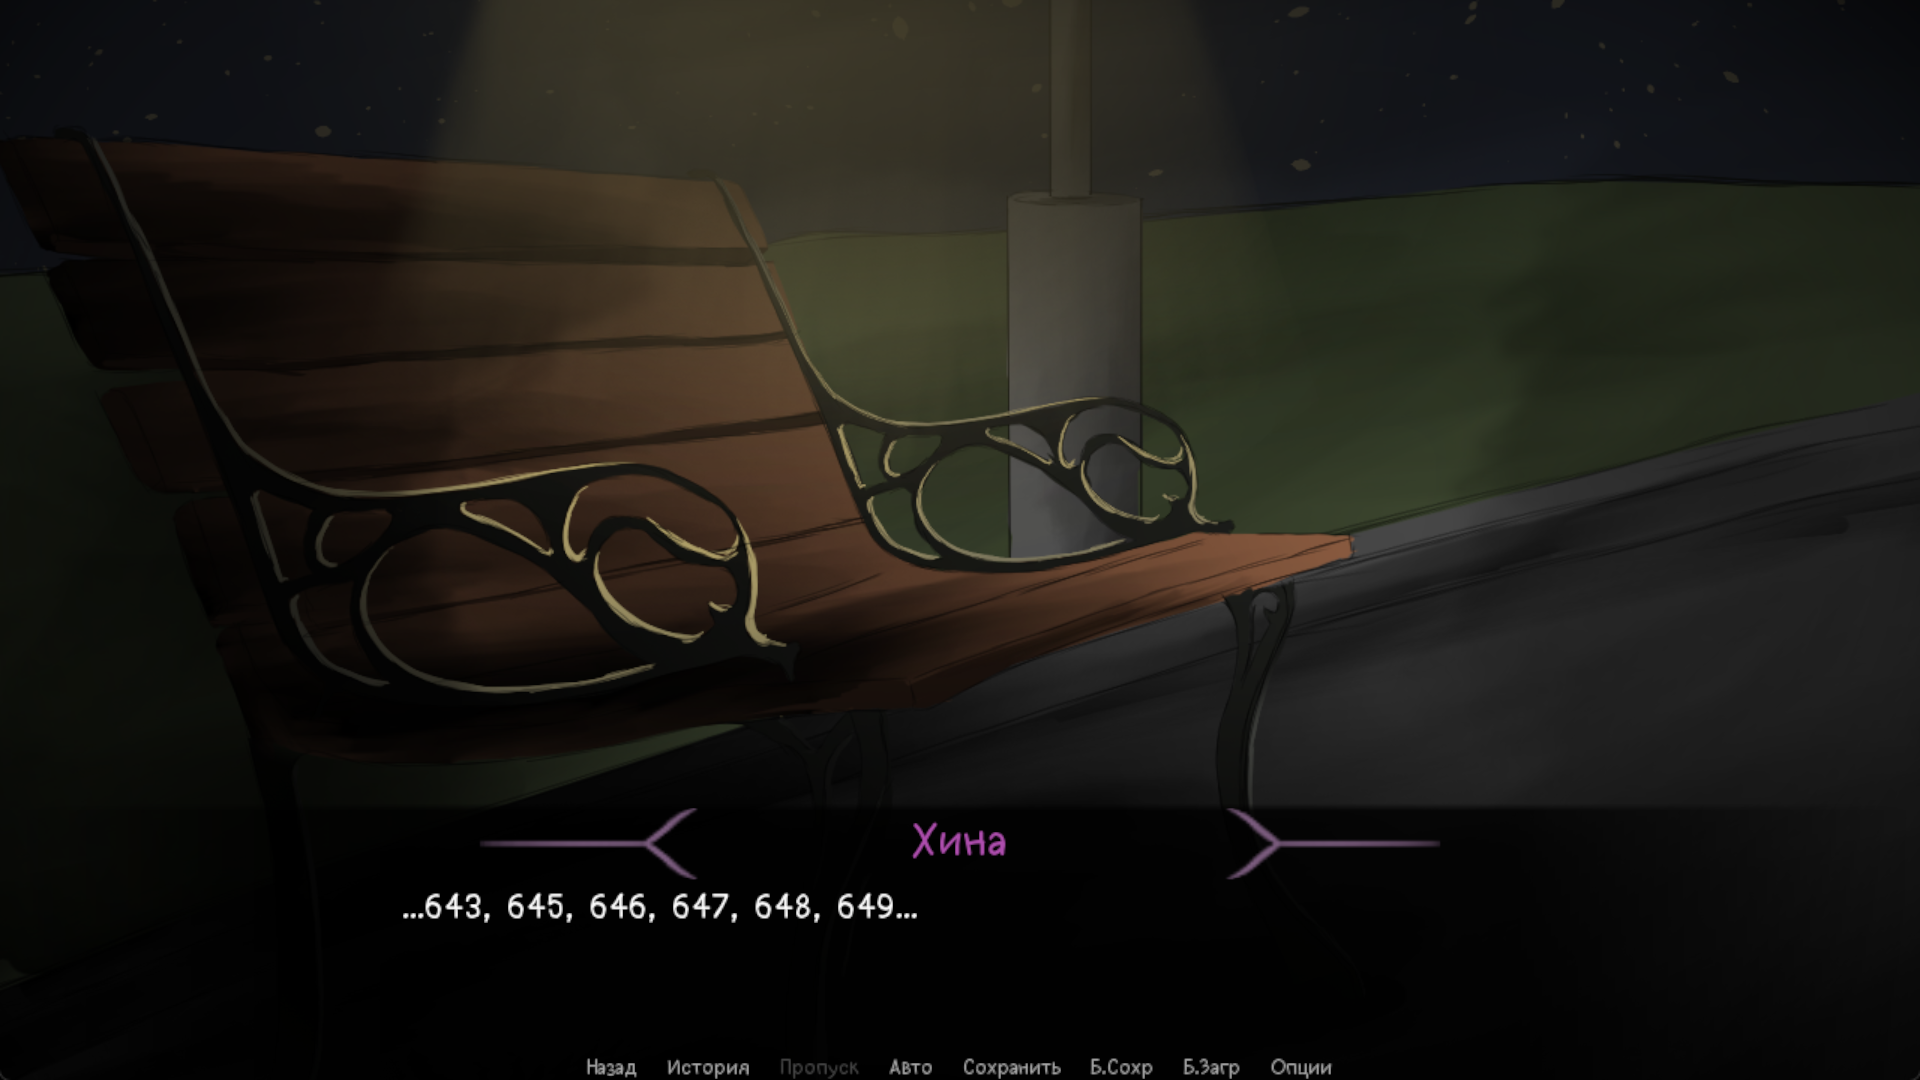 Хина
...643, 645, 646, 647, 648, 649...
Назад История Пропуск Авто Сохранить Б.Сохр Б.Загр Опции